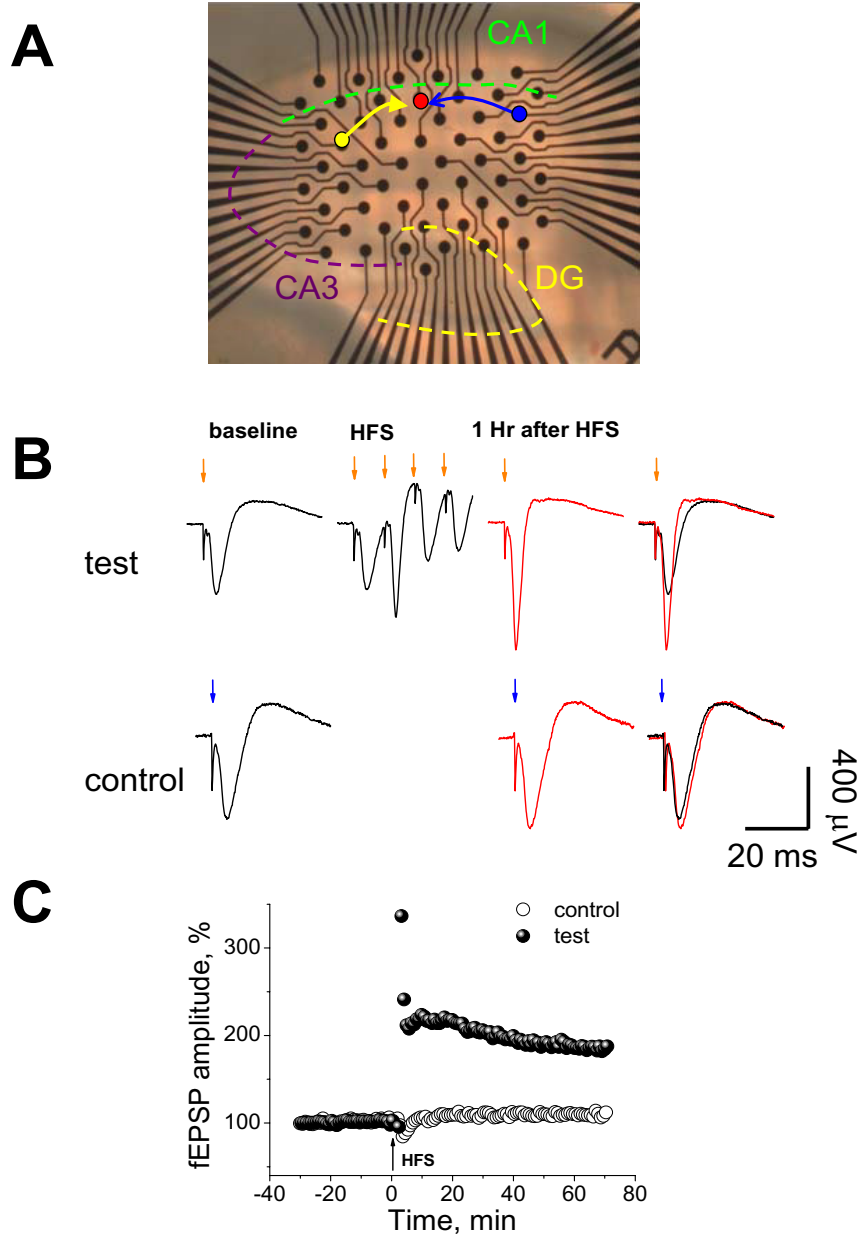 A
CA1
CA3
DG
B
baseline HFS 1 Hr after HFS
test
control
400 μV
20 ms
C
control
test
fEPSP amplitude, %
300
200
100
HFS
-40 -20 0 20 40 60 80
Time, min